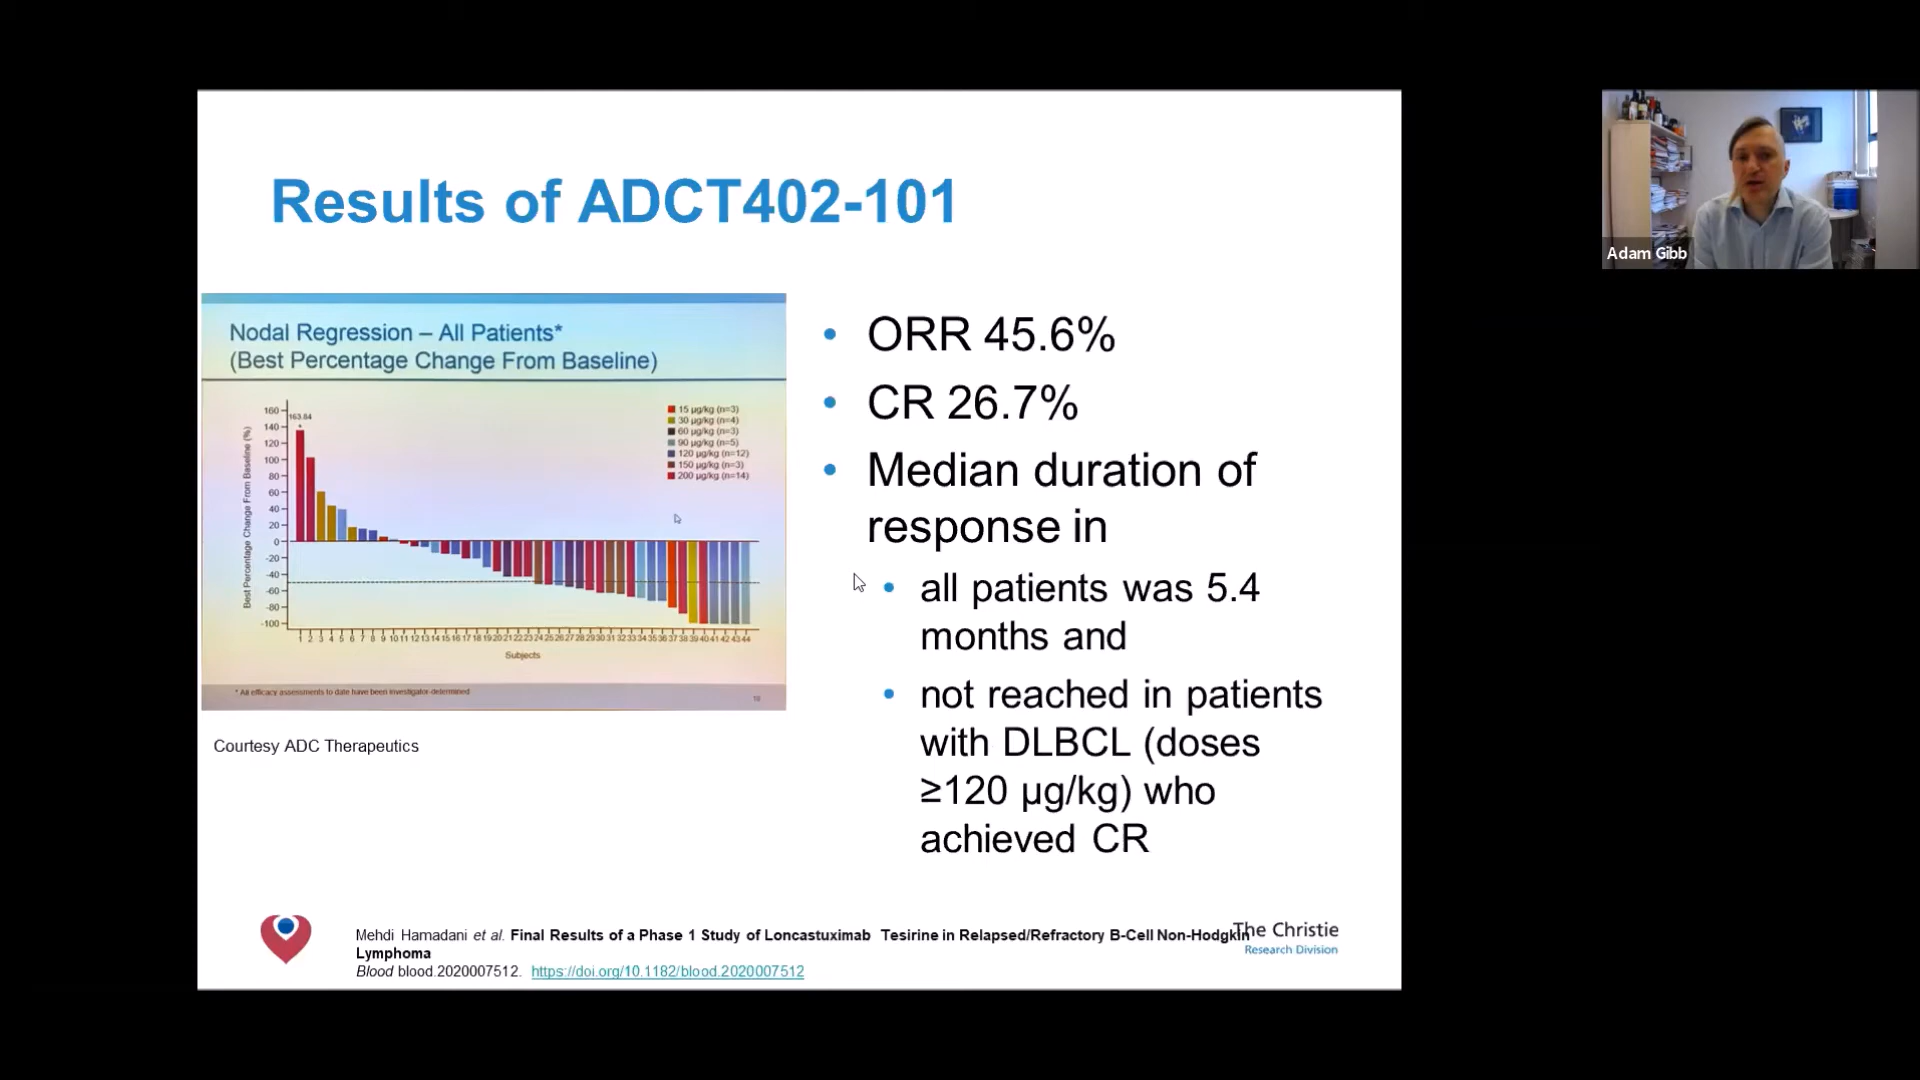 Results of ADCT402-101
Nodal Regression – All Patients*
(Best Percentage Change From Baseline)
Best Percentage Change From Baseline (%)
160
140
120
100
80
60
40
20
0
-20
-40
-60
-80
-100
163.84
*
15 µg/kg (n=3)
30 µg/kg (n=4)
60 µg/kg (n=3)
90 µg/kg (n=5)
120 µg/kg (n=12)
150 µg/kg (n=3)
200 µg/kg (n=14)
1 2 3 4 5 6 7 8 9 10 11 12 13 14 15 16 17 18 19 20 21 22 23 24 25 26 27 28 29 30 31 32 33 34 35 36 37 38 39 40 41 42 43 44
Subjects
* All efficacy assessments to date have been investigator-determined
Courtesy ADC Therapeutics
• ORR 45.6%
• CR 26.7%
• Median duration of
response in
• all patients was 5.4
months and
• not reached in patients
with DLBCL (doses
≥120 µg/kg) who
achieved CR
Mehdi Hamadani et al. Final Results of a Phase 1 Study of Loncastuximab Tesirine in Relapsed/Refractory B-Cell Non-Hodgkin
Lymphoma
Blood blood.2020007512. https://doi.org/10.1182/blood.2020007512
The Christie
Research Division
Adam Gibb